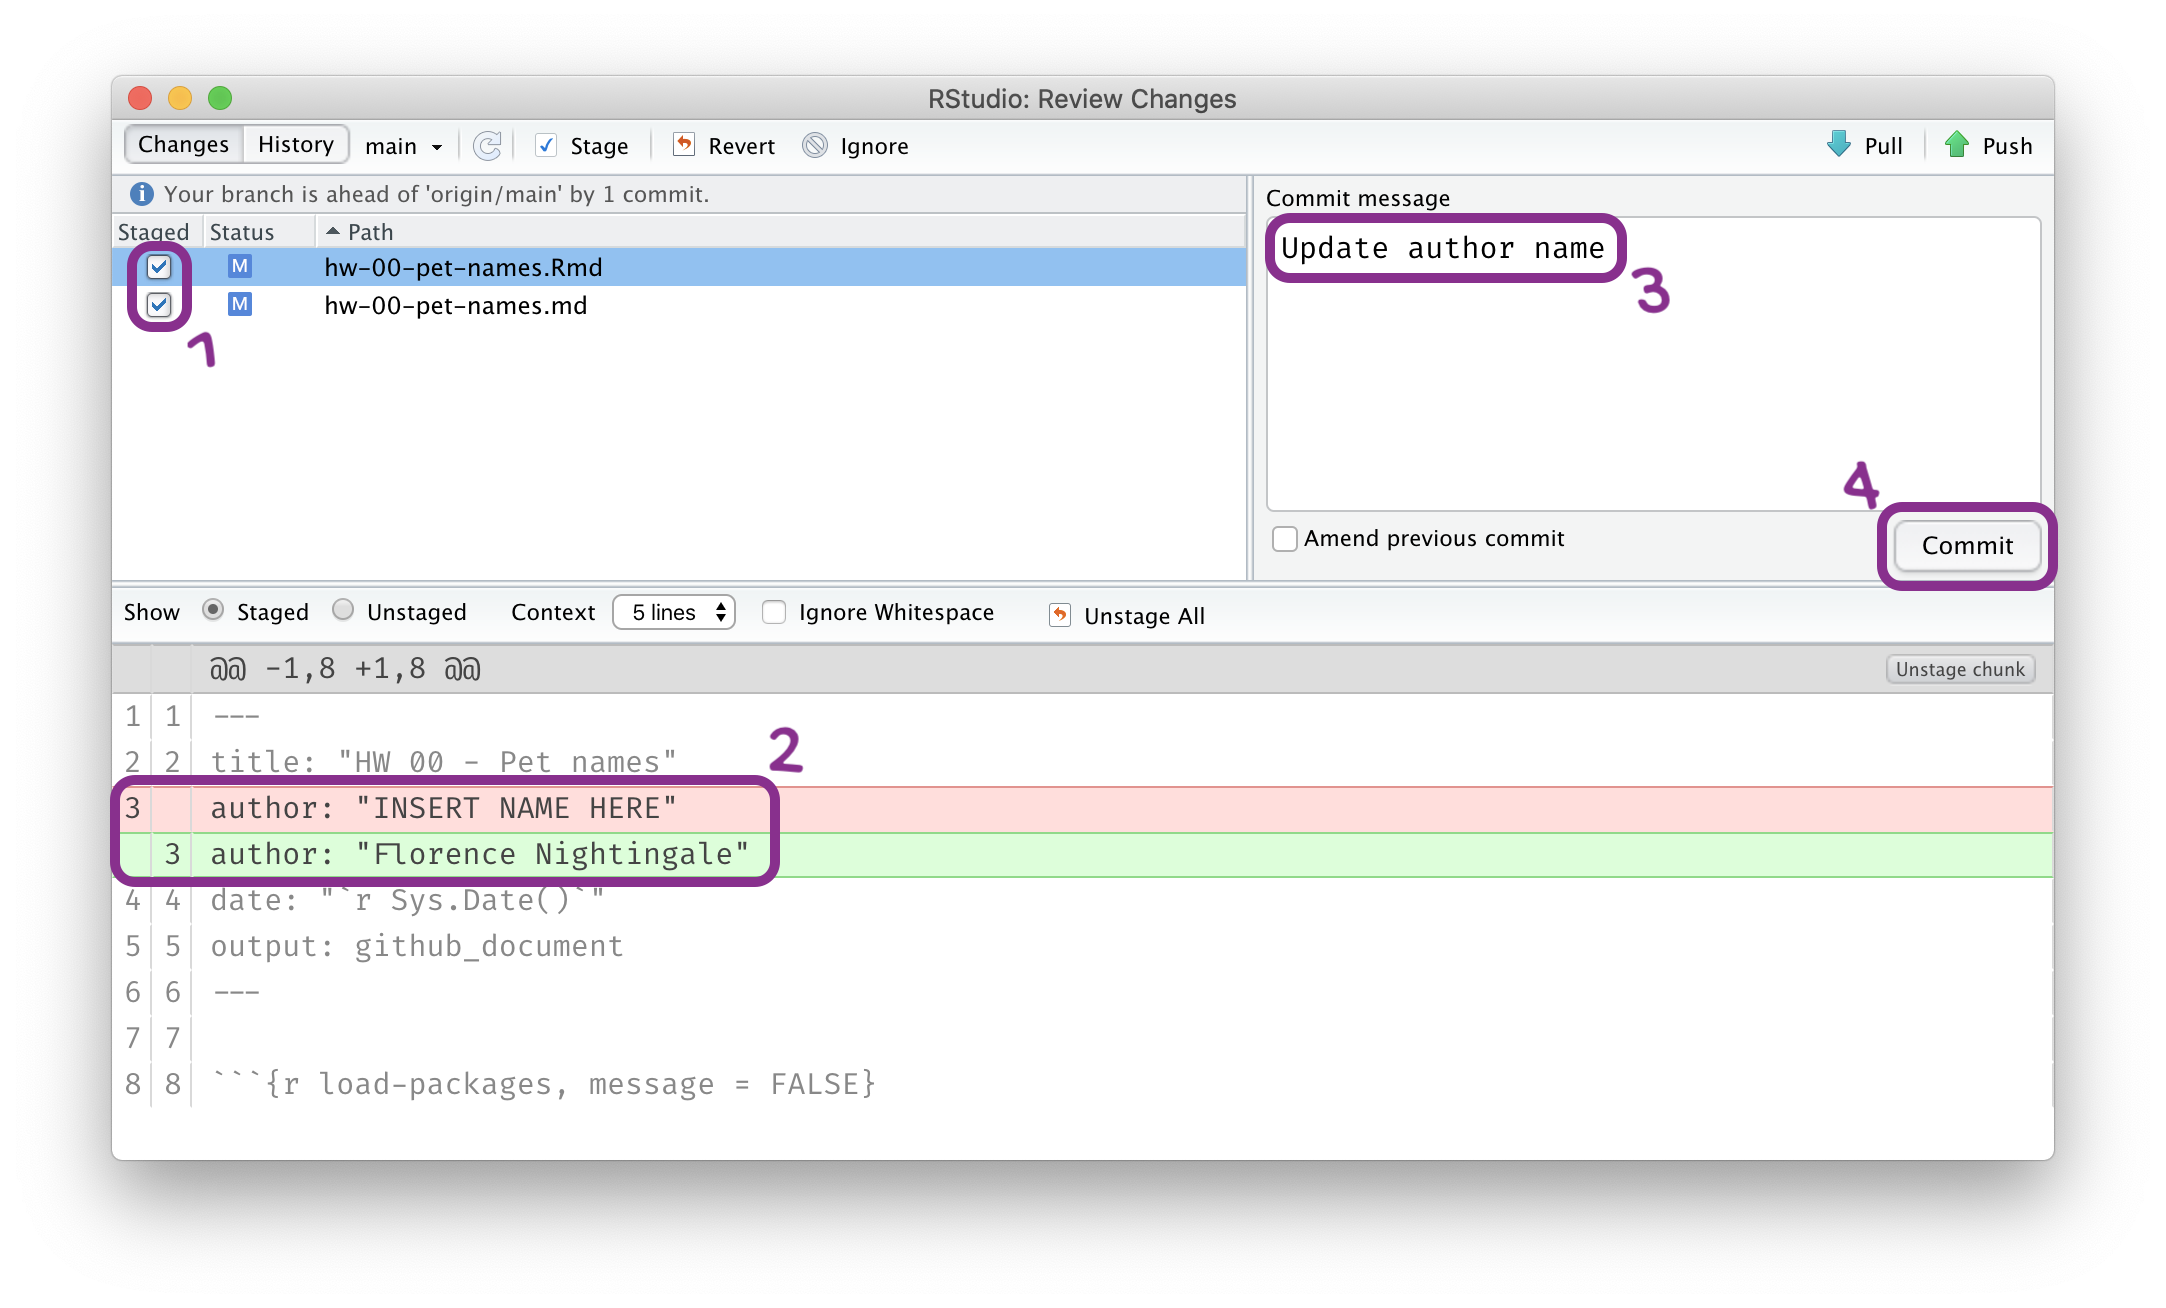 RStudio: Review Changes
Changes History main Stage Revert Ignore Pull Push
Your branch is ahead of 'origin/main' by 1 commit.
Staged Status Path
M hw-00-pet-names.Rmd
M hw-00-pet-names.md
1
Commit message
Update author name
3
4
Amend previous commit
Commit
Show Staged Unstaged Context 5 lines Ignore Whitespace Unstage All
@@ -1,8 +1,8 @@ Unstage chunk
1 1 ---
2
2 2 title: "HW 00 - Pet names"
3 author: "INSERT NAME HERE"
3 author: "Florence Nightingale"
4 4 date: "`r Sys.Date()`"
5 5 output: github_document
6 6 ---
7 7
8 8 ```{r load-packages, message = FALSE}